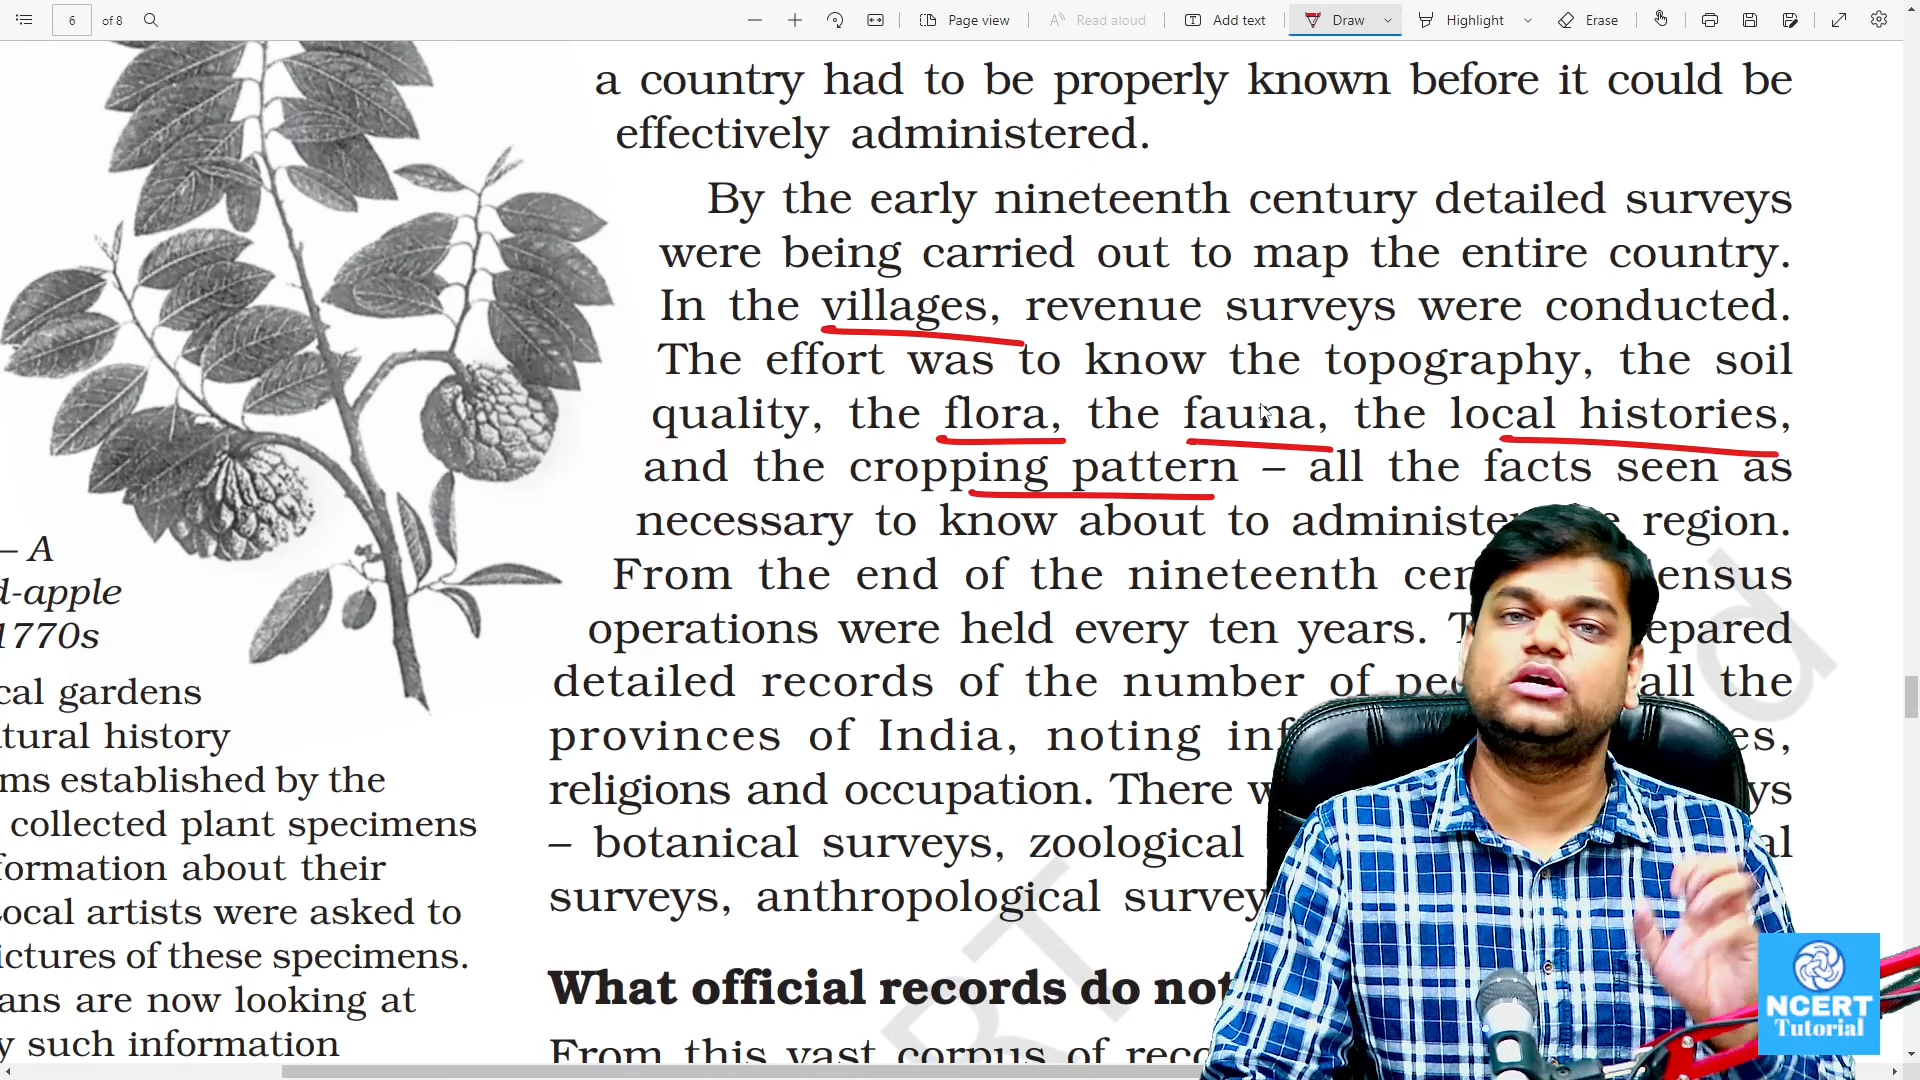 6 of 8
Page view
Read aloud
Add text
Draw
Highlight
Erase
a country had to be properly known before it could be
effectively administered.
By the early nineteenth century detailed surveys
were being carried out to map the entire country.
In the villages, revenue surveys were conducted.
The effort was to know the topography, the soil
quality, the flora, the fauna, the local histories,
and the cropping pattern – all the facts seen as
necessary to know about to administe region.
From the end of the nineteenth cen ensus
operations were held every ten years. T epared
detailed records of the number of pe all the
provinces of India, noting inf es,
religions and occupation. There w ys
– botanical surveys, zoological al
surveys, anthropological survey
What official records do not
From this vast corpus of reco
– A
d-apple
1770s
cal gardens
tural history
ms established by the
collected plant specimens
formation about their
Local artists were asked to
ictures of these specimens.
ans are now looking at
y such information
NCERT
Tutorial